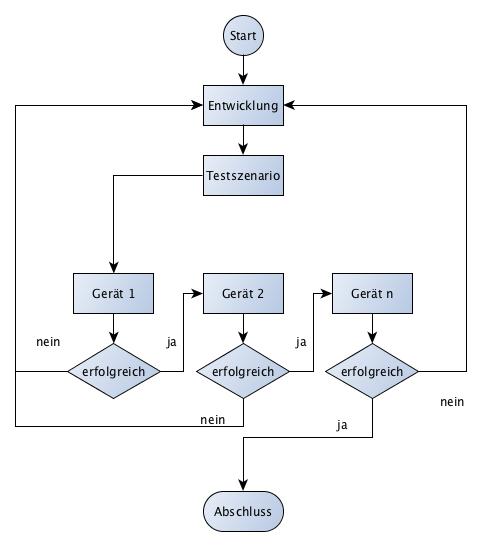 Start
Entwicklung
Testszenario
Gerät 1
Gerät 2
Gerät n
nein
ja
ja
erfolgreich
erfolgreich
erfolgreich
nein
nein
ja
Abschluss